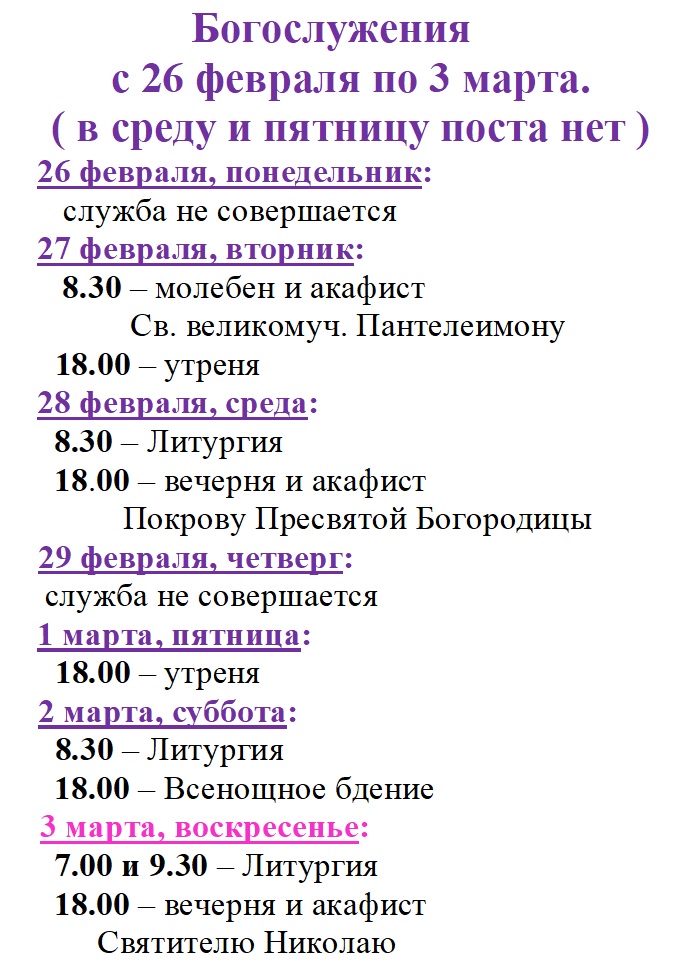 Богослужения
с 26 февраля по 3 марта.
( в среду и пятницу поста нет )
26 февраля, понедельник:
служба не совершается
27 февраля, вторник:
8.30 – молебен и акафист
Св. великомуч. Пантелеимону
18.00 – утреня
28 февраля, среда:
8.30 – Литургия
18.00 – вечерня и акафист
Покрову Пресвятой Богородицы
29 февраля, четверг:
служба не совершается
1 марта, пятница:
18.00 – утреня
2 марта, суббота:
8.30 – Литургия
18.00 – Всенощное бдение
3 марта, воскресенье:
7.00 и 9.30 – Литургия
18.00 – вечерня и акафист
Святителю Николаю